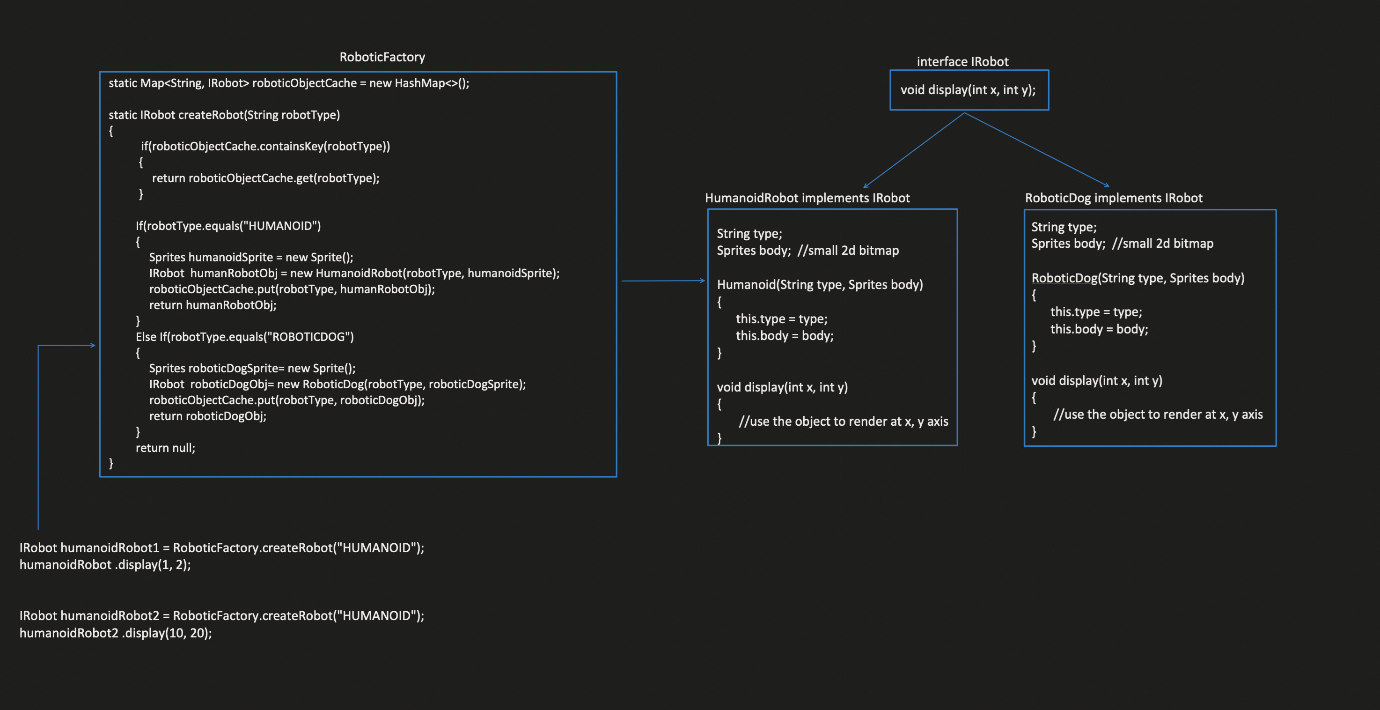 RoboticFactory
static Map<String, IRobot> roboticObjectCache = new HashMap<>();
static IRobot createRobot(String robotType)
{
if(roboticObjectCache.containsKey(robotType))
{
return roboticObjectCache.get(robotType);
}
If(robotType.equals("HUMANOID")
{
Sprites humanoidSprite = new Sprite();
IRobot humanRobotObj = new HumanoidRobot(robotType, humanoidSprite);
roboticObjectCache.put(robotType, humanRobotObj);
return humanRobotObj;
}
Else If(robotType.equals("ROBOTICDOG")
{
Sprites roboticDogSprite= new Sprite();
IRobot roboticDogObj= new RoboticDog(robotType, roboticDogSprite);
roboticObjectCache.put(robotType, roboticDogObj);
return roboticDogObj;
}
return null;
}
interface IRobot
void display(int x, int y);
HumanoidRobot implements IRobot
String type;
Sprites body; //small 2d bitmap
Humanoid(String type, Sprites body)
{
this.type = type;
this.body = body;
}
void display(int x, int y)
{
//use the object to render at x, y axis
}
RoboticDog implements IRobot
String type;
Sprites body; //small 2d bitmap
RoboticDog(String type, Sprites body)
{
this.type = type;
this.body = body;
}
void display(int x, int y)
{
//use the object to render at x, y axis
}
IRobot humanoidRobot1 = RoboticFactory.createRobot("HUMANOID");
humanoidRobot .display(1, 2);
IRobot humanoidRobot2 = RoboticFactory.createRobot("HUMANOID");
humanoidRobot2 .display(10, 20);